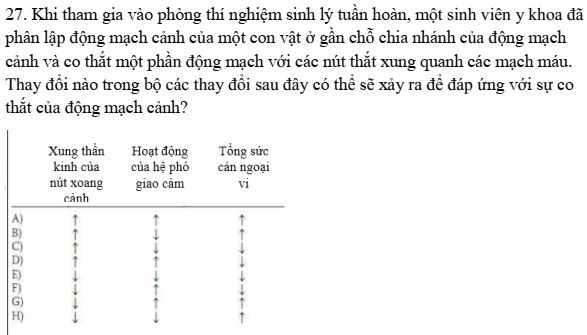 27. Khi tham gia vào phòng thí nghiệm sinh lý tuần hoàn, một sinh viên y khoa đã
phân lập động mạch cảnh của một con vật ở gần chỗ chia nhánh của động mạch
cảnh và co thắt một phần động mạch với các nút thắt xung quanh các mạch máu.
Thay đổi nào trong bộ các thay đổi sau đây có thể sẽ xảy ra để đáp ứng với sự co
thắt của động mạch cảnh?
Xung thần Hoạt động Tổng sức
kinh của của hệ phó cản ngoại
nút xoang giao cảm vi
cảnh
A) ↑ ↑ ↑
B) ↑ ↓ ↑
C) ↑ ↓ ↓
D) ↑ ↑ ↓
E) ↓ ↓ ↓
F) ↓ ↑ ↓
G) ↓ ↑ ↑
H) ↓ ↓ ↑